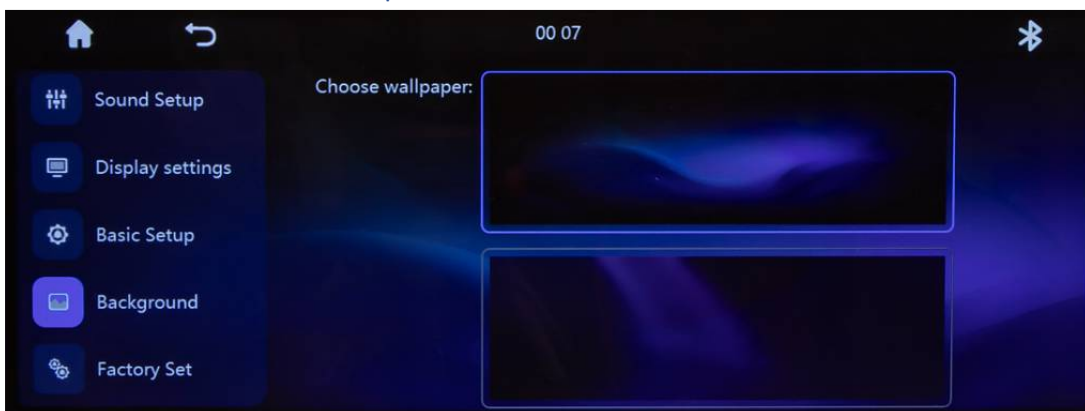 00 07
Choose wallpaper:
Sound Setup
Display settings
Basic Setup
Background
Factory Set